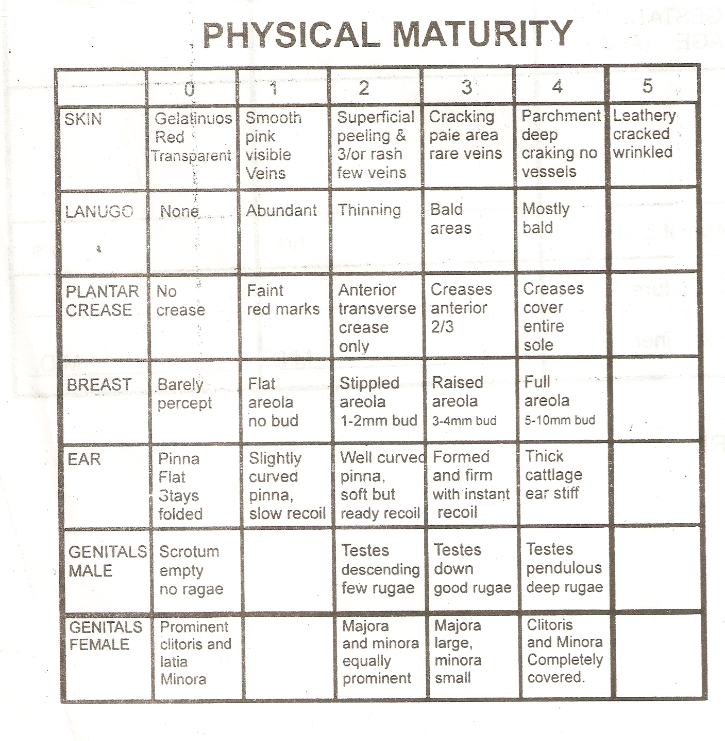 PHYSICAL MATURITY
0 1 2 3 4 5
SKIN
Gelatinuos
Red
Transparent
Smooth
pink
visible
Veins
Superficial
peeling &
3/or rash
few veins
Cracking
paie area
rare veins
Parchment
deep
craking no
vessels
Leathery
cracked
wrinkled
LANUGO
None
Abundant
Thinning
Bald
areas
Mostly
bald
PLANTAR
CREASE
No
crease
Faint
red marks
Anterior
transverse
crease
only
Creases
anterior
2/3
Creases
cover
entire
sole
BREAST
Barely
percept
Flat
areola
no bud
Stippled
areola
1-2mm bud
Raised
areola
3-4mm bud
Full
areola
5-10mm bud
EAR
Pinna
Flat
3tays
folded
Slightly
curved
pinna,
slow recoil
Well curved
pinna,
soft but
ready recoil
Formed
and firm
with instant
recoil
Thick
cattlage
ear stiff
GENITALS
MALE
Scrotum
empty
no ragae
Testes
descending
few rugae
Testes
down
good rugae
Testes
pendulous
deep rugae
GENITALS
FEMALE
Prominent
clitoris and
latia
Minora
Majora
and minora
equally
prominent
Majora
large,
minora
small
Clitoris
and Minora
Completely
covered.